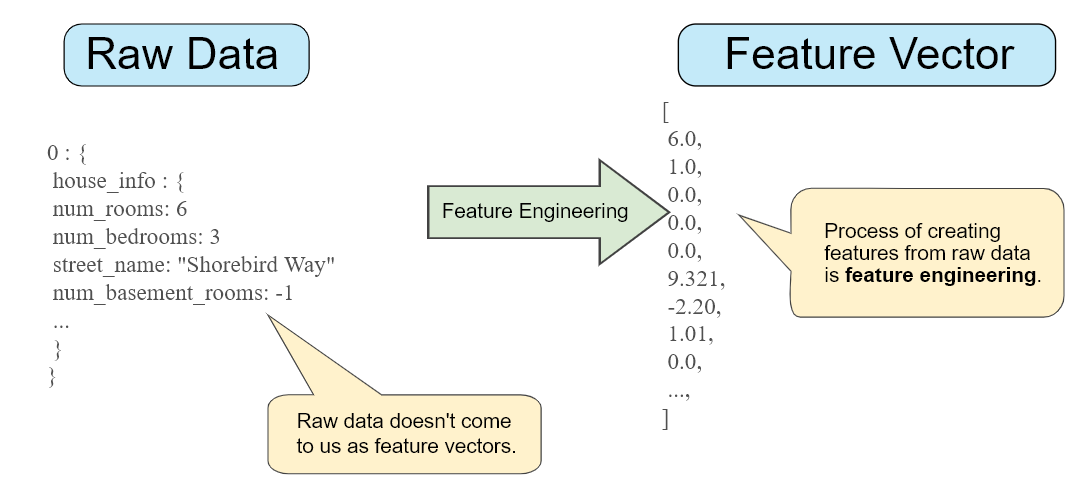 Raw Data
0 : {
house_info : {
num_rooms: 6
num_bedrooms: 3
street_name: "Shorebird Way"
num_basement_rooms: -1
...
}
}
Raw data doesn't come
to us as feature vectors.
Feature Engineering
Feature Vector
[
6.0,
1.0,
0.0,
0.0,
0.0,
9.321,
-2.20,
1.01,
0.0,
...,
]
Process of creating
features from raw data
is feature engineering.